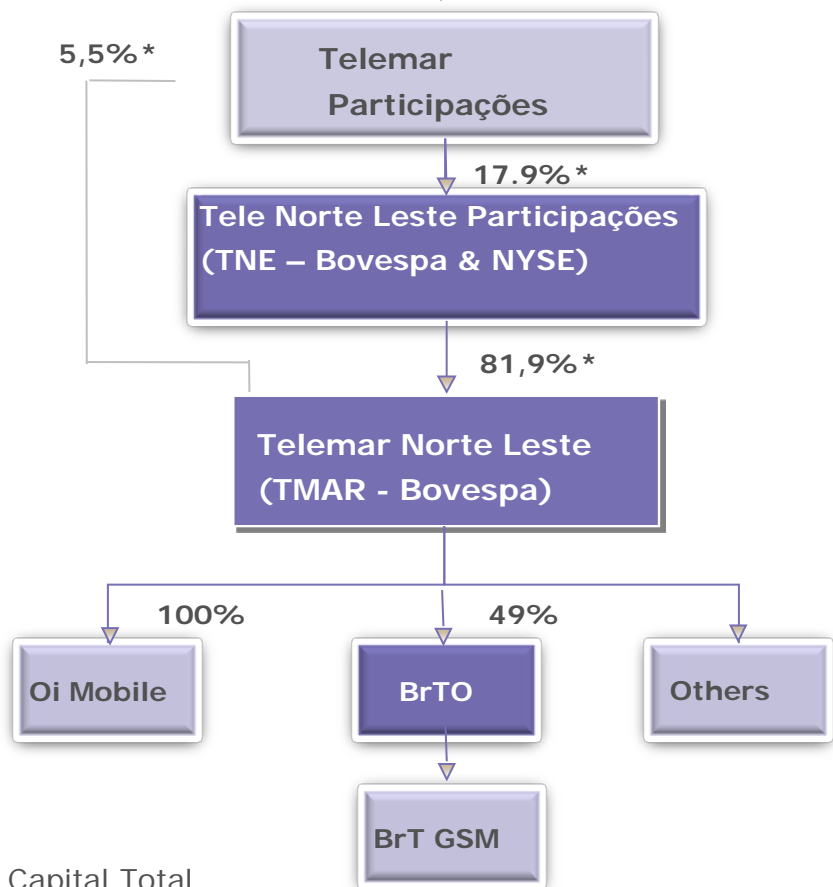 5,5%*
Telemar
Participações
17.9%*
Tele Norte Leste Participações
(TNE – Bovespa & NYSE)
81,9%*
Telemar Norte Leste
(TMAR - Bovespa)
100%
49%
Oi Mobile
BrTO
Others
BrT GSM
Capital Total